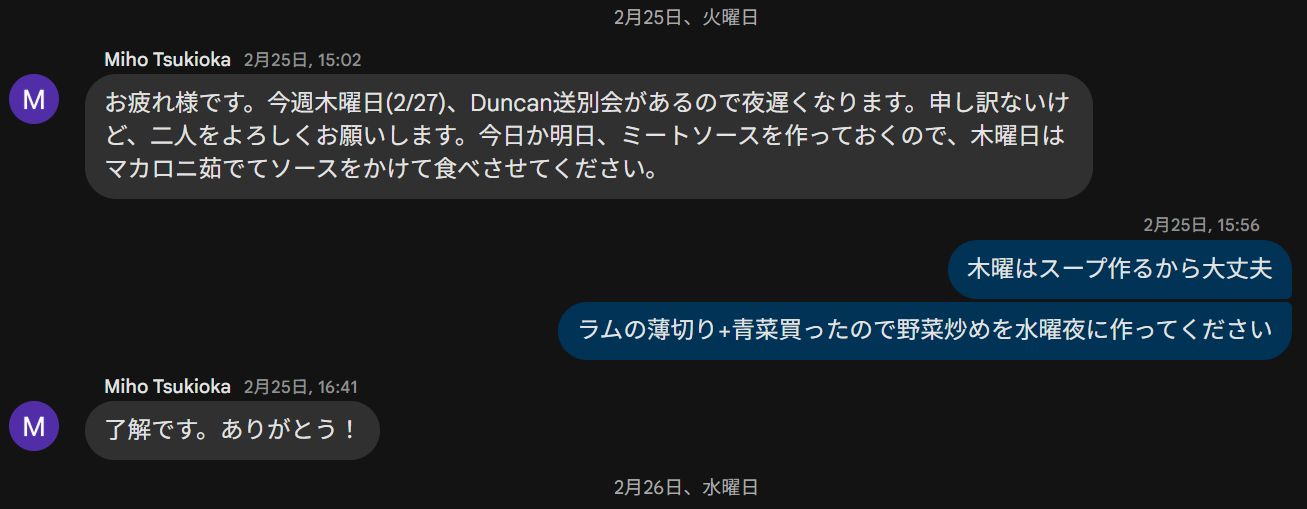 2月25日、火曜日
Miho Tsukioka 2月25日, 15:02
M
お疲れ様です。今週木曜日(2/27)、Duncan送別会があるので夜遅くなります。申し訳ないけ
ど、二人をよろしくお願いします。今日か明日、ミートソースを作っておくので、木曜日は
マカロニ茹でてソースをかけて食べさせてください。
2月25日, 15:56
木曜はスープ作るから大丈夫
ラムの薄切り+青菜買ったので野菜炒めを水曜夜に作ってください
Miho Tsukioka 2月25日, 16:41
M
了解です。ありがとう！
2月26日、水曜日